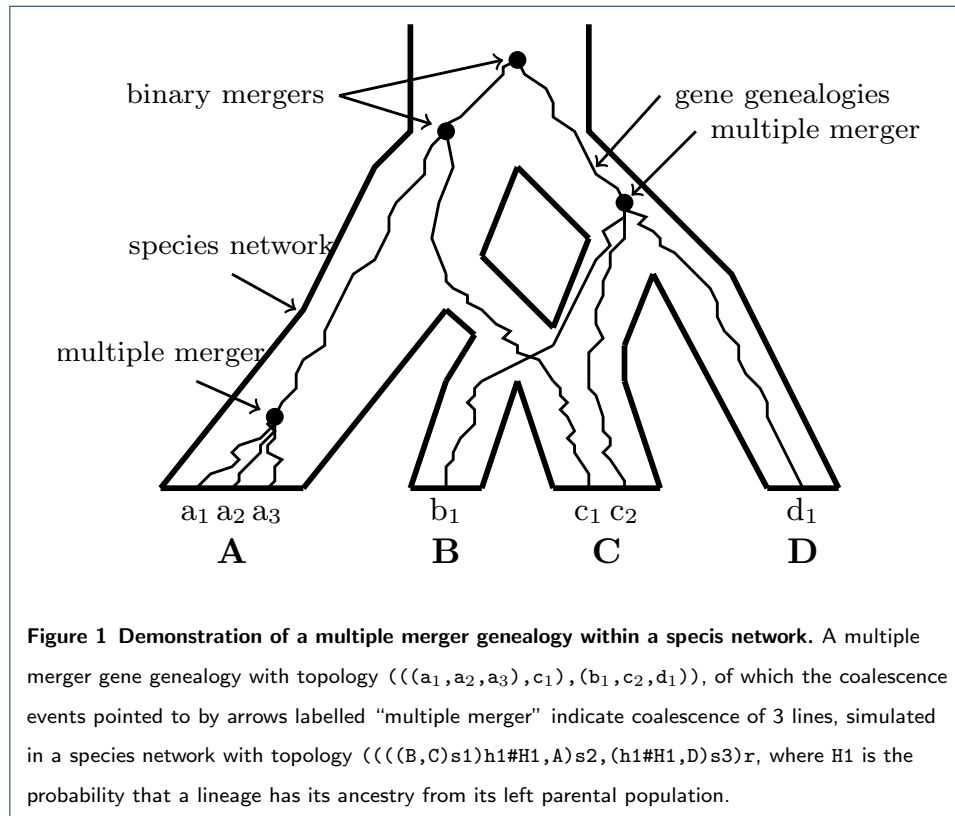 binary mergers
gene genealogies
multiple merger
species network
multiple merger
a₁ a₂ a₃ b₁ c₁ c₂ d₁
A B C D
Figure 1 Demonstration of a multiple merger genealogy within a specis network. A multiple
merger gene genealogy with topology (((a₁,a₂,a₃),c₁),(b₁,c₂,d₁)), of which the coalescence
events pointed to by arrows labelled “multiple merger” indicate coalescence of 3 lines, simulated
in a species network with topology ((((B,C)s1)h1#H1,A)s2,(h1#H1,D)s3)r, where H1 is the
probability that a lineage has its ancestry from its left parental population.